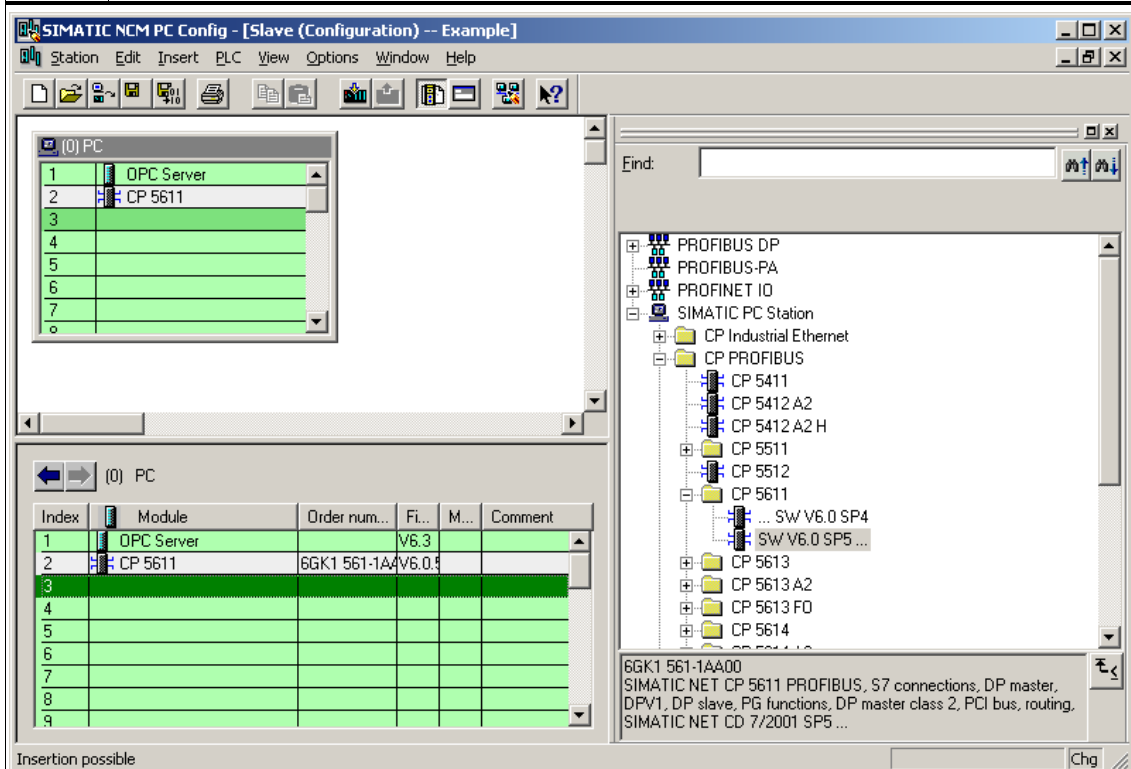 SIMATIC NCM PC Config - [Slave (Configuration) -- Example]
Station Edit Insert PLC View Options Window Help
(0) PC
1 OPC Server
2 CP 5611
3
4
5
6
7
Find:
PROFIBUS DP
PROFIBUS-PA
PROFINET IO
SIMATIC PC Station
CP Industrial Ethernet
CP PROFIBUS
CP 5411
CP 5412 A2
CP 5412 A2 H
CP 5511
CP 5512
CP 5611
... SW V6.0 SP4
SW V6.0 SP5 ...
CP 5613
CP 5613 A2
CP 5613 FO
CP 5614
(0) PC
Index Module Order num... Fi... M... Comment
1 OPC Server V6.3
2 CP 5611 6GK1 561-1AA V6.0.5
3
4
5
6
7
8
9
6GK1 561-1AA00
SIMATIC NET CP 5611 PROFIBUS, S7 connections, DP master,
DPV1, DP slave, PG functions, DP master class 2, PCI bus, routing,
SIMATIC NET CD 7/2001 SP5 ...
Insertion possible
Chg